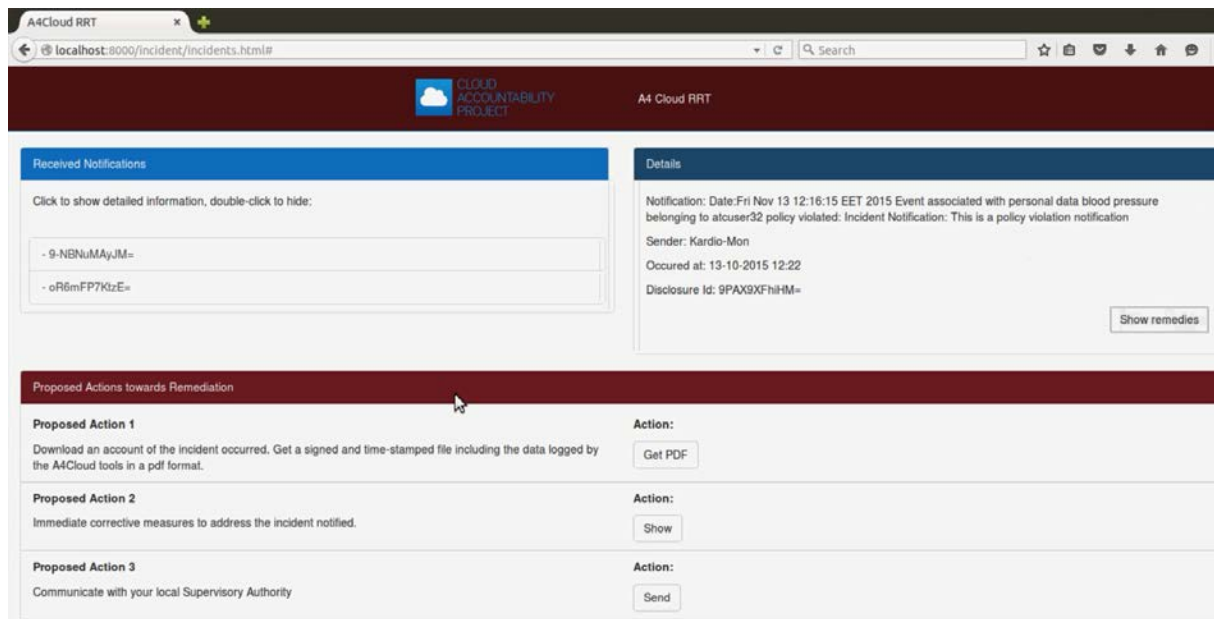 A4Cloud RRT
localhost:8000/incident/incidents.html#
Search
CLOUD
ACCOUNTABILITY
PROJECT
A4 Cloud RRT
Received Notifications
Click to show detailed information, double-click to hide:
- 9-NBNuMAyJM=
- oR6mFP7KtzE=
Details
Notification: Date:Fri Nov 13 12:16:15 EET 2015 Event associated with personal data blood pressure
belonging to atcuser32 policy violated: Incident Notification: This is a policy violation notification
Sender: Kardio-Mon
Occured at: 13-10-2015 12:22
Disclosure Id: 9PAX9XFhiHM=
Show remedies
Proposed Actions towards Remediation
Proposed Action 1
Download an account of the incident occurred. Get a signed and time-stamped file including the data logged by
the A4Cloud tools in a pdf format.
Action:
Get PDF
Proposed Action 2
Immediate corrective measures to address the incident notified.
Action:
Show
Proposed Action 3
Communicate with your local Supervisory Authority
Action:
Send